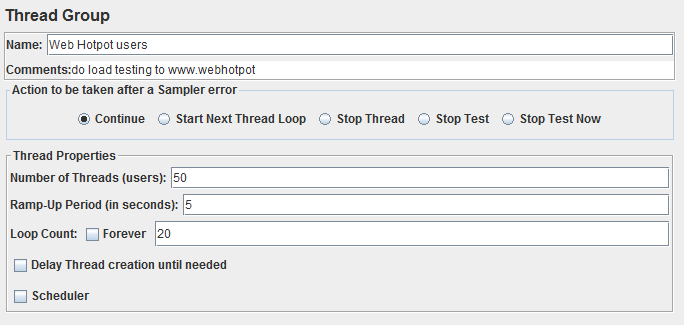 Thread Group
Name: Web Hotpot users
Comments:do load testing to www.webhotpot
Action to be taken after a Sampler error
Continue Start Next Thread Loop Stop Thread Stop Test Stop Test Now
Thread Properties
Number of Threads (users): 50
Ramp-Up Period (in seconds): 5
Loop Count: Forever 20
Delay Thread creation until needed
Scheduler